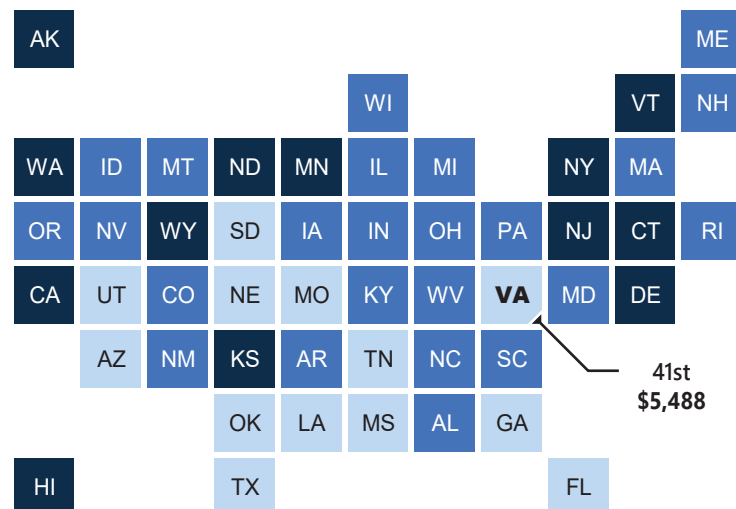 AK ME
WI VT NH
WA ID MT ND MN IL MI NY MA
OR NV WY SD IA IN OH PA NJ CT RI
CA UT CO NE MO KY WV VA MD DE
AZ NM KS AR TN NC SC
41st
$5,488
OK LA MS AL GA
HI TX FL